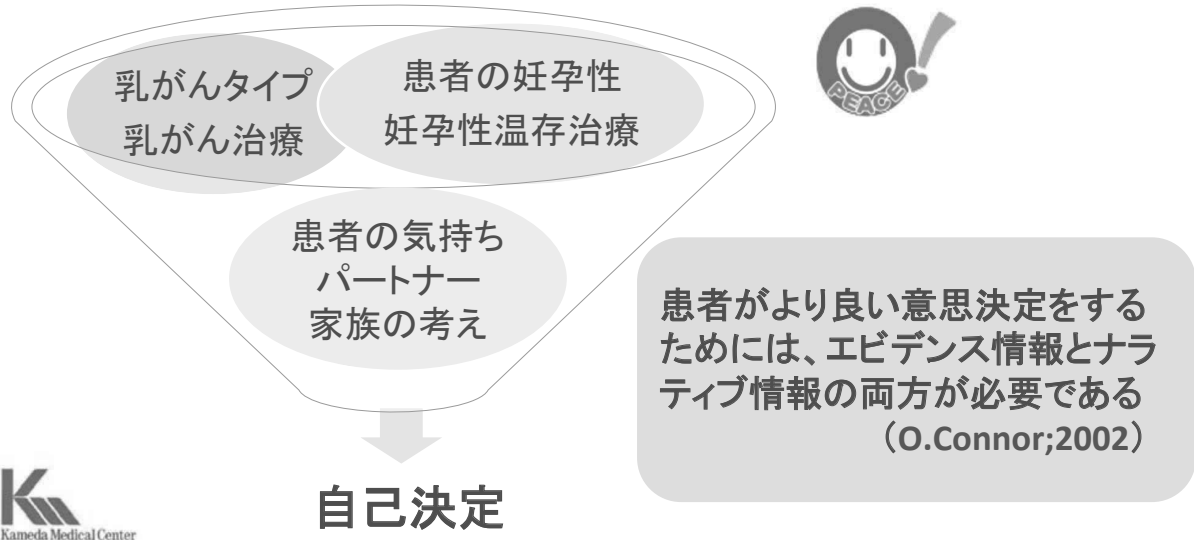 乳がんタイプ
乳がん治療
患者の妊孕性
妊孕性温存治療
患者の気持ち
パートナー
家族の考え
自己決定
患者がより良い意思決定をする
ためには、エビデンス情報とナラ
ティブ情報の両方が必要である
（O.Connor;2002）
PEACE
Kameda Medical Center